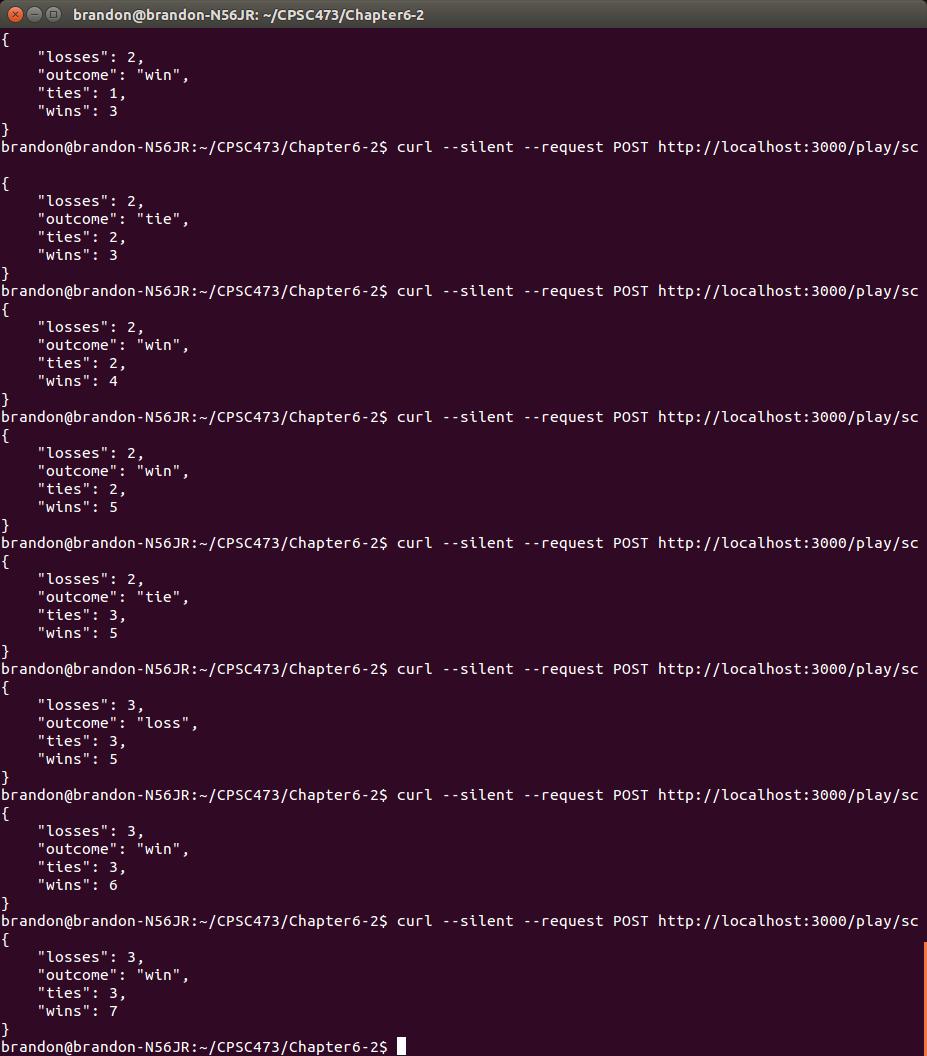 brandon@brandon-N56JR: ~/CPSC473/Chapter6-2
{
    "losses": 2,
    "outcome": "win",
    "ties": 1,
    "wins": 3
}
brandon@brandon-N56JR:~/CPSC473/Chapter6-2$ curl --silent --request POST http://localhost:3000/play/sc
{
    "losses": 2,
    "outcome": "tie",
    "ties": 2,
    "wins": 3
}
brandon@brandon-N56JR:~/CPSC473/Chapter6-2$ curl --silent --request POST http://localhost:3000/play/sc
{
    "losses": 2,
    "outcome": "win",
    "ties": 2,
    "wins": 4
}
brandon@brandon-N56JR:~/CPSC473/Chapter6-2$ curl --silent --request POST http://localhost:3000/play/sc
{
    "losses": 2,
    "outcome": "win",
    "ties": 2,
    "wins": 5
}
brandon@brandon-N56JR:~/CPSC473/Chapter6-2$ curl --silent --request POST http://localhost:3000/play/sc
{
    "losses": 2,
    "outcome": "tie",
    "ties": 3,
    "wins": 5
}
brandon@brandon-N56JR:~/CPSC473/Chapter6-2$ curl --silent --request POST http://localhost:3000/play/sc
{
    "losses": 3,
    "outcome": "loss",
    "ties": 3,
    "wins": 5
}
brandon@brandon-N56JR:~/CPSC473/Chapter6-2$ curl --silent --request POST http://localhost:3000/play/sc
{
    "losses": 3,
    "outcome": "win",
    "ties": 3,
    "wins": 6
}
brandon@brandon-N56JR:~/CPSC473/Chapter6-2$ curl --silent --request POST http://localhost:3000/play/sc
{
    "losses": 3,
    "outcome": "win",
    "ties": 3,
    "wins": 7
}
brandon@brandon-N56JR:~/CPSC473/Chapter6-2$